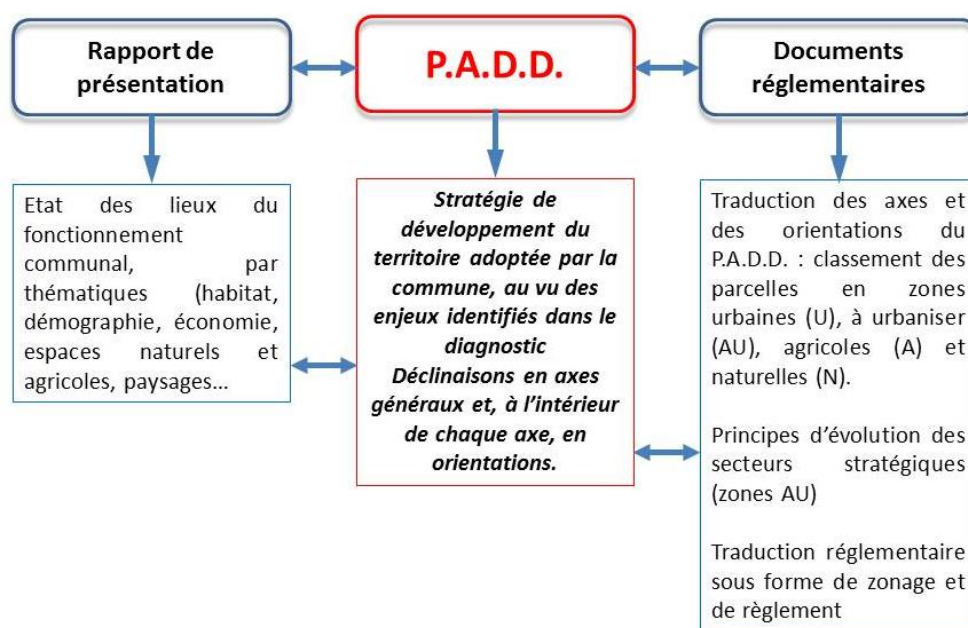 Rapport de
présentation
P.A.D.D.
Documents
réglementaires
Etat des lieux du
fonctionnement
communal, par
thématiques (habitat,
démographie, économie,
espaces naturels et
agricoles, paysages…
Stratégie de
développement du
territoire adoptée par la
commune, au vu des
enjeux identifiés dans le
diagnostic
Déclinaisons en axes
généraux et, à l’intérieur
de chaque axe, en
orientations.
Traduction des axes et
des orientations du
P.A.D.D. : classement des
parcelles en zones
urbaines (U), à urbaniser
(AU), agricoles (A) et
naturelles (N).
Principes d’évolution des
secteurs stratégiques
(zones AU)
Traduction réglementaire
sous forme de zonage et
de règlement